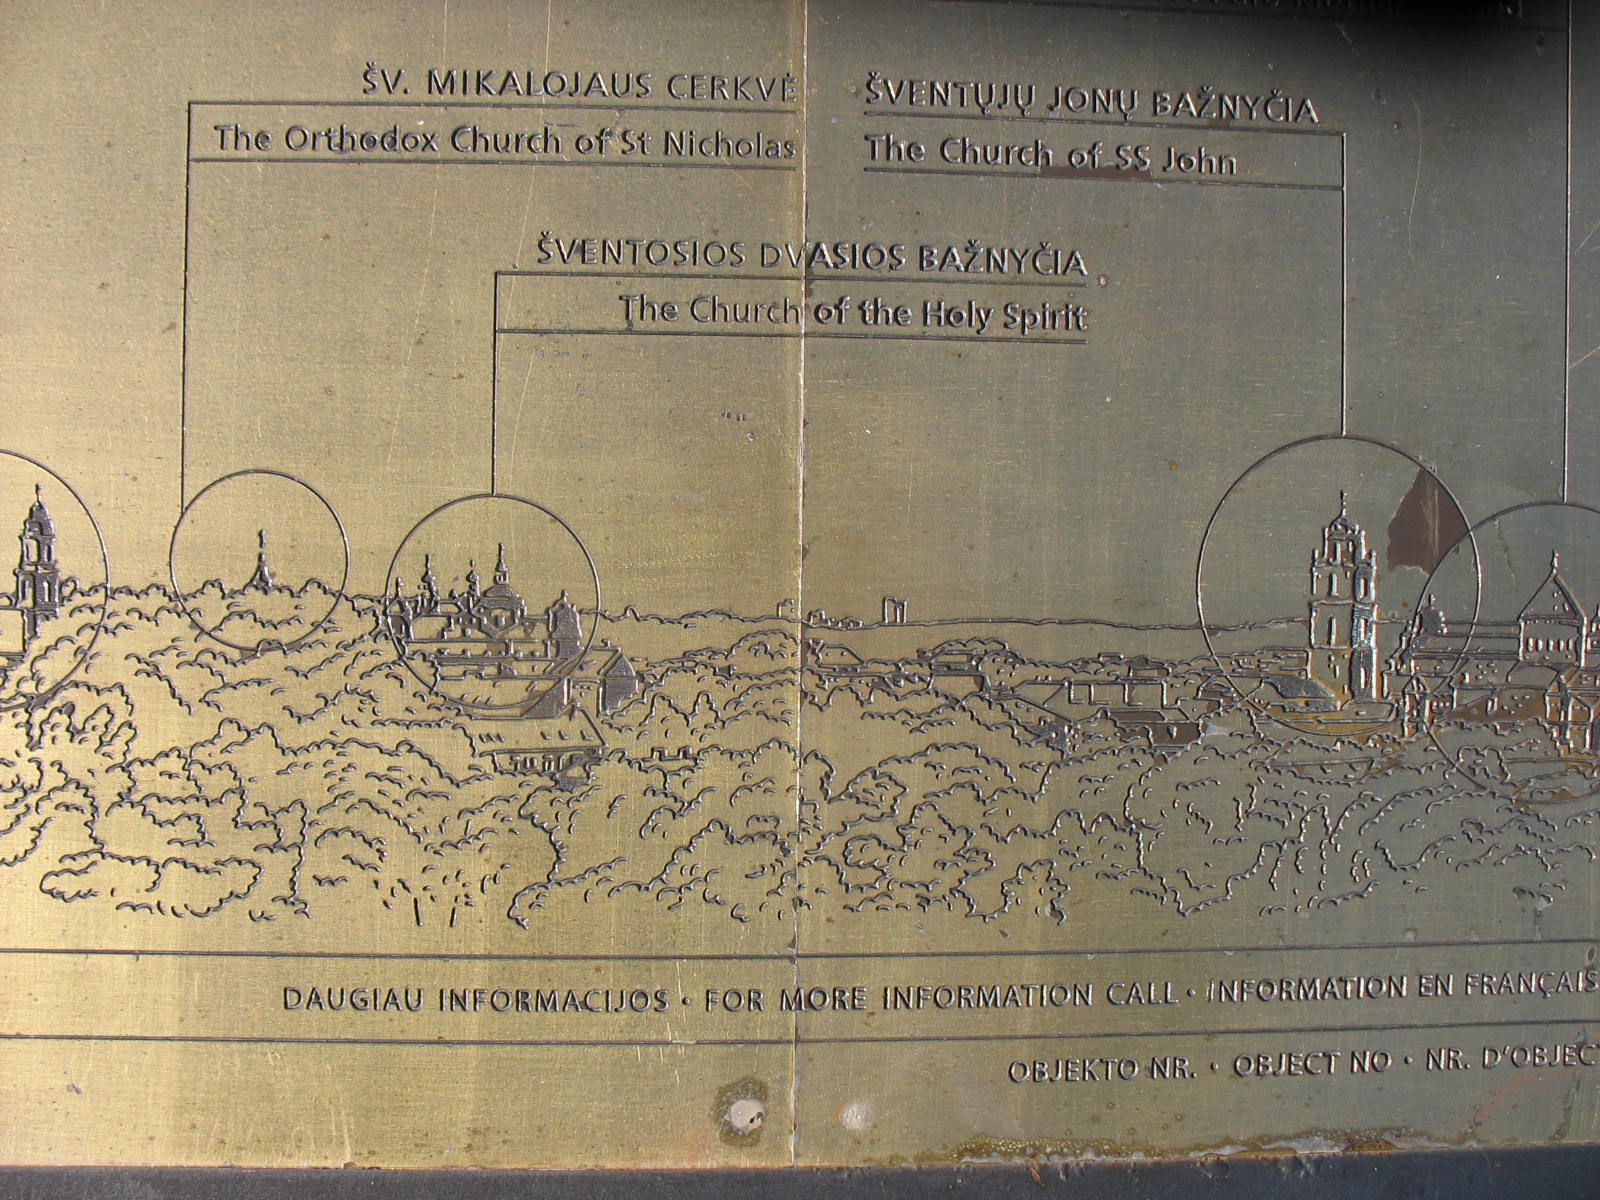 ŠV. MIKALOJAUS CERKVĖ
The Orthodox Church of St Nicholas
ŠVENTŲJŲ JONŲ BAŽNYČIA
The Church of SS John
ŠVENTOSIOS DVASIOS BAŽNYČIA
The Church of the Holy Spirit
DAUGIAU INFORMACIJOS • FOR MORE INFORMATION CALL • INFORMATION EN FRANÇAIS
OBJEKTO NR. • OBJECT NO • NR. D'OBJECT